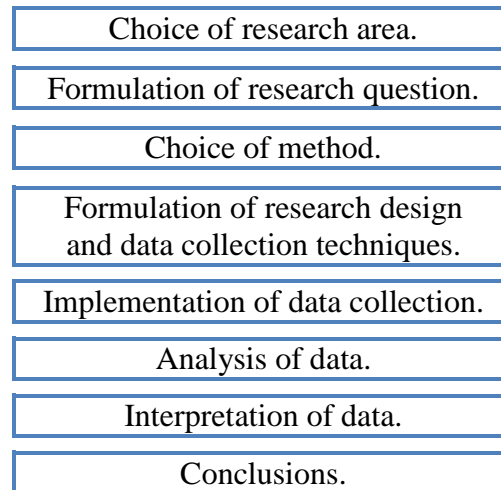 Choice of research area.
Formulation of research question.
Choice of method.
Formulation of research design
and data collection techniques.
Implementation of data collection.
Analysis of data.
Interpretation of data.
Conclusions.